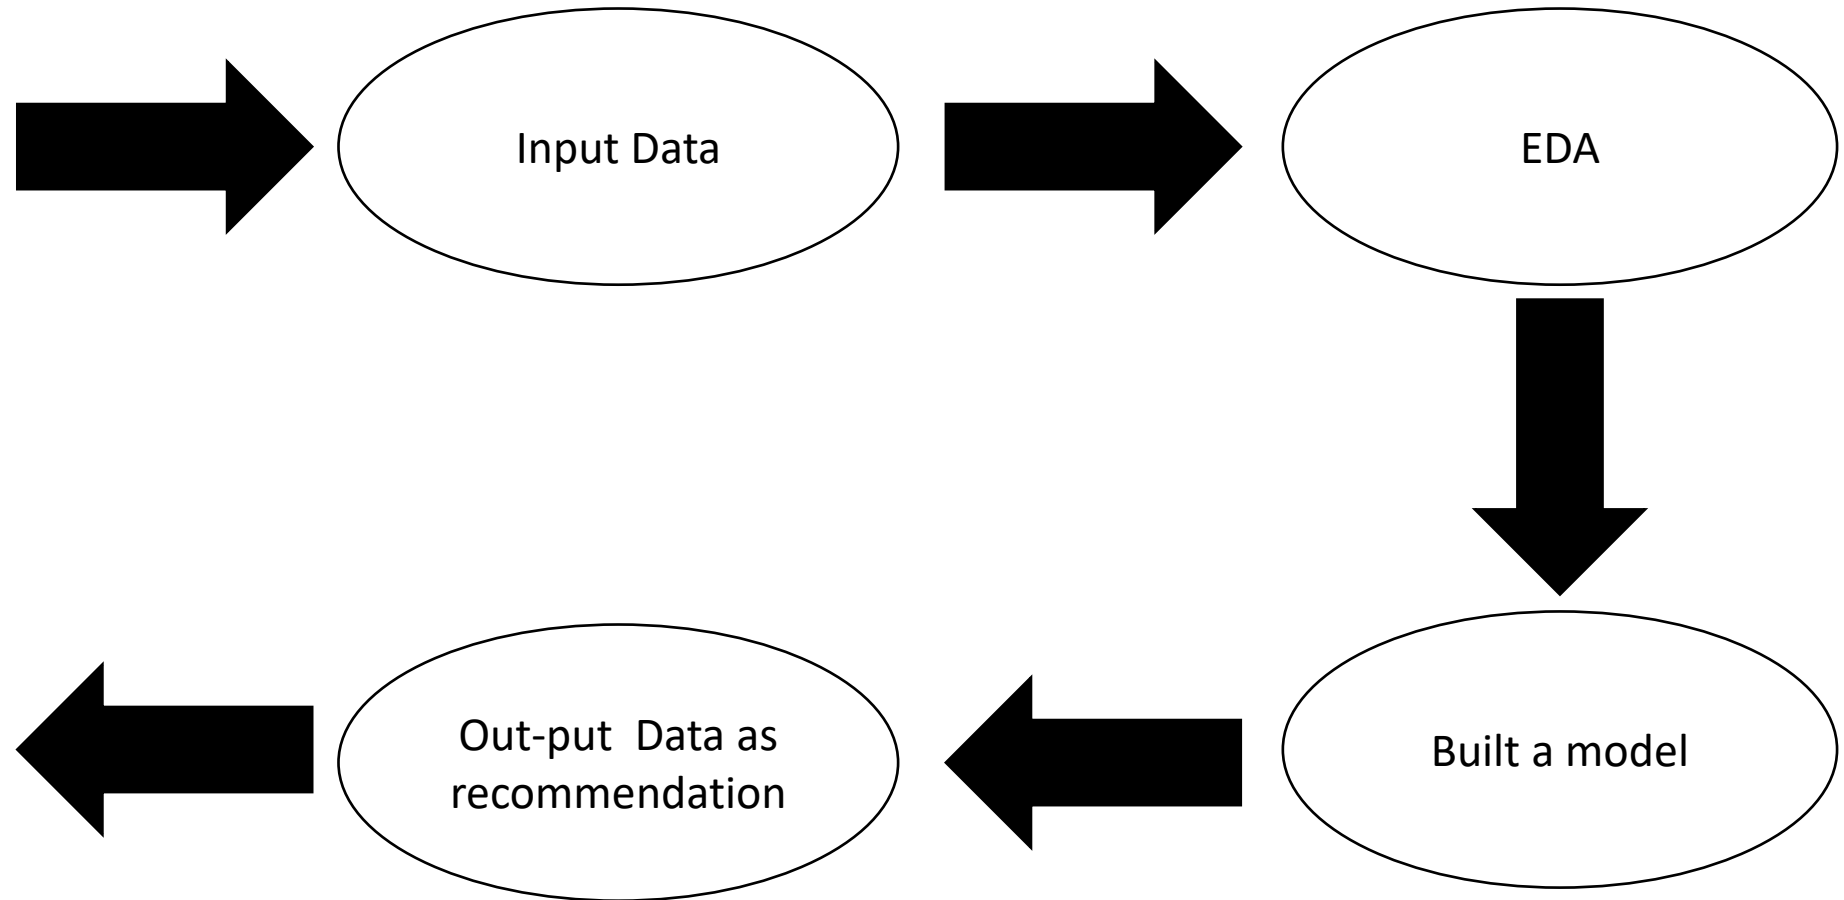 Input Data
EDA
Out-put  Data as
recommendation
Built a model